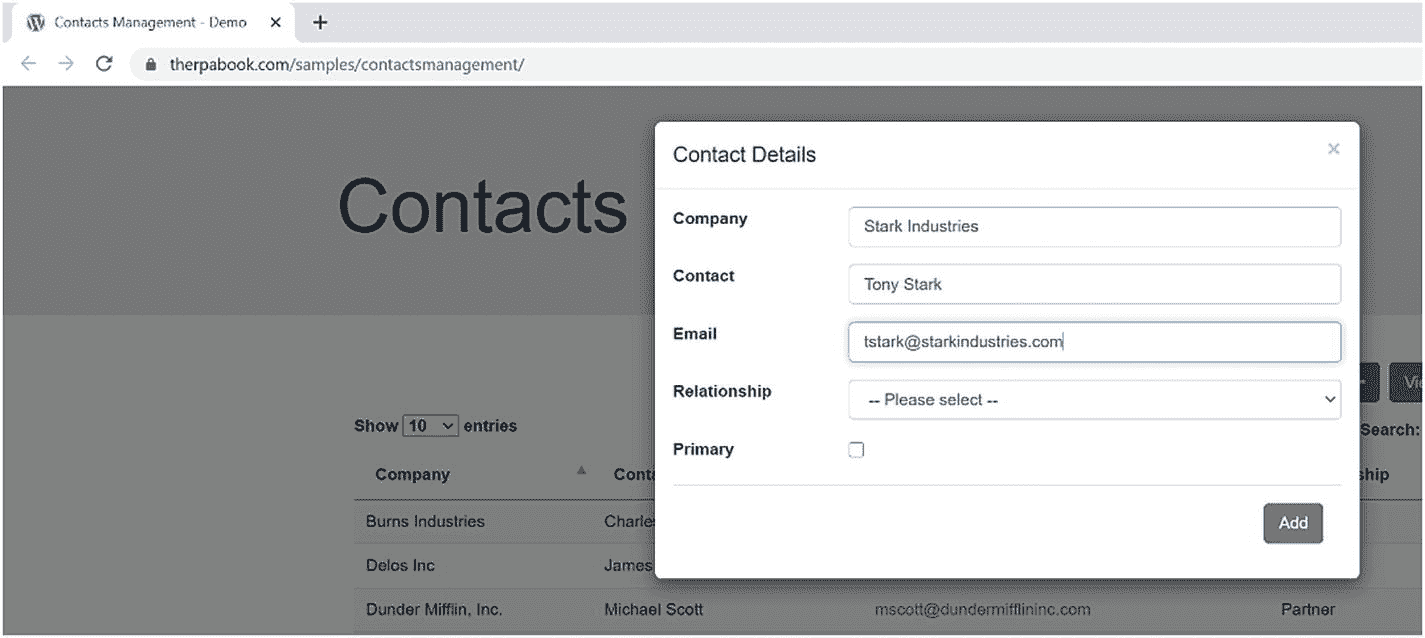 Contacts Management - Demo
therpabook.com/samples/contactsmanagement/
Contacts
Contact Details
Company Stark Industries
Contact Tony Stark
Email tstark@starkindustries.com
Relationship -- Please select --
Primary
Add
Show 10 entries
Search:
Company
Burns Industries
Delos Inc James
Dunder Mifflin, Inc. Michael Scott mscott@dundermifflininc.com Partner